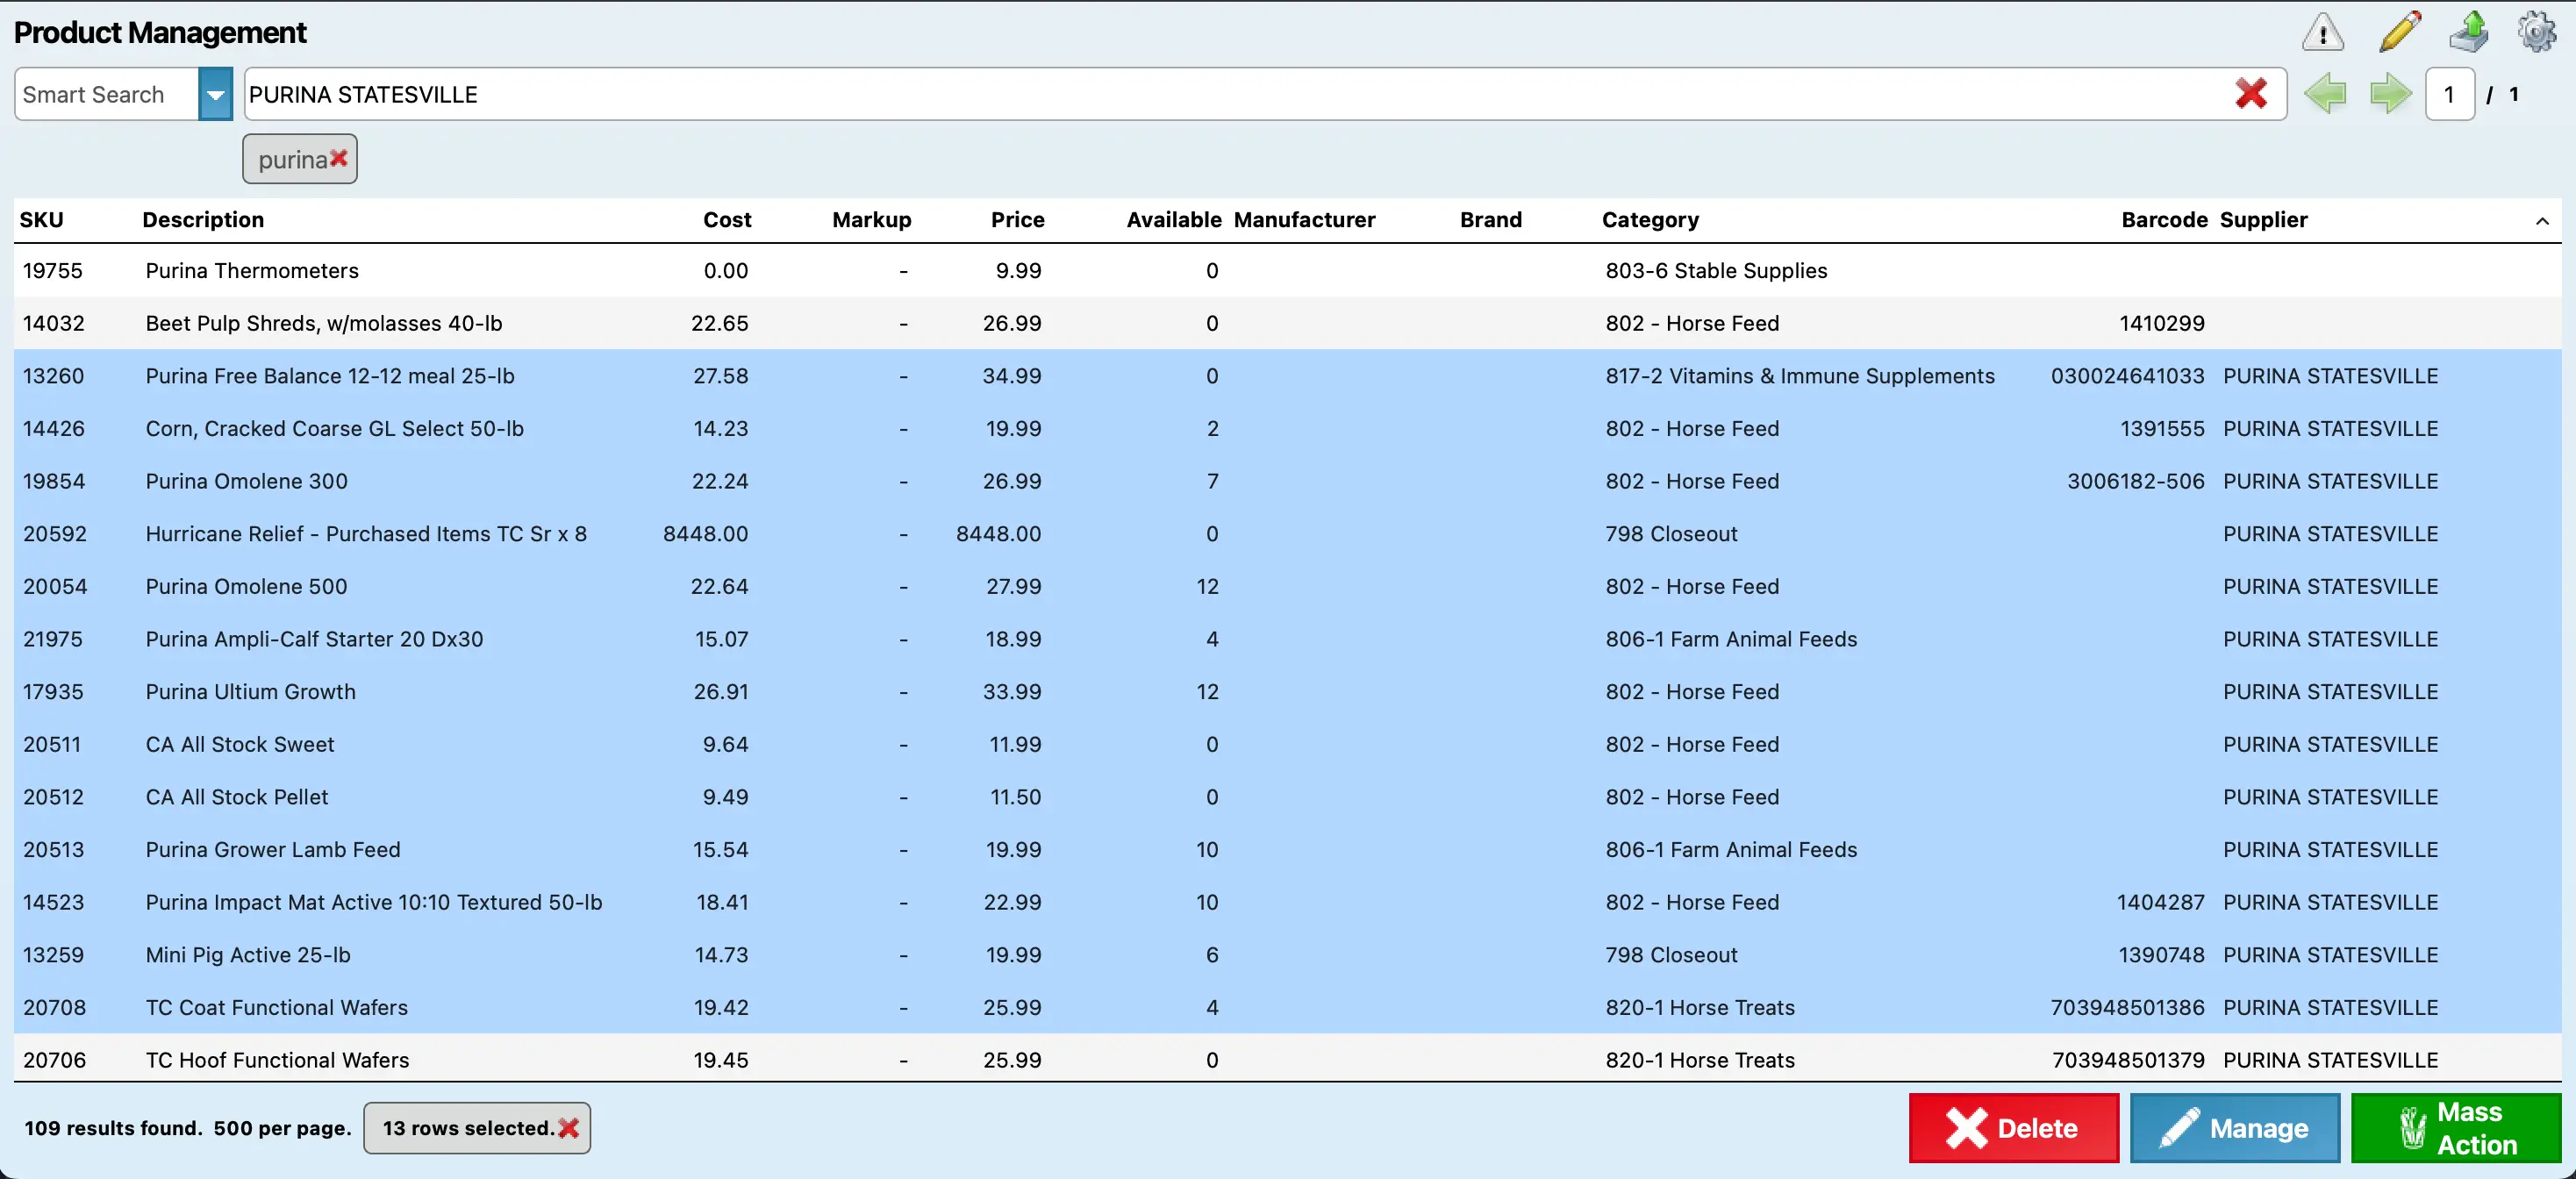 Product Management
Smart Search PURINA STATESVILLE 1 / 1
purina
SKU Description Cost Markup Price Available Manufacturer Brand Category Barcode Supplier
19755 Purina Thermometers 0.00 - 9.99 0 803-6 Stable Supplies
14032 Beet Pulp Shreds, w/molasses 40-lb 22.65 - 26.99 0 802 - Horse Feed 1410299
13260 Purina Free Balance 12-12 meal 25-lb 27.58 - 34.99 0 817-2 Vitamins & Immune Supplements 030024641033 PURINA STATESVILLE
14426 Corn, Cracked Coarse GL Select 50-lb 14.23 - 19.99 2 802 - Horse Feed 1391555 PURINA STATESVILLE
19854 Purina Omolene 300 22.24 - 26.99 7 802 - Horse Feed 3006182-506 PURINA STATESVILLE
20592 Hurricane Relief - Purchased Items TC Sr x 8 8448.00 - 8448.00 0 798 Closeout PURINA STATESVILLE
20054 Purina Omolene 500 22.64 - 27.99 12 802 - Horse Feed PURINA STATESVILLE
21975 Purina Ampli-Calf Starter 20 Dx30 15.07 - 18.99 4 806-1 Farm Animal Feeds PURINA STATESVILLE
17935 Purina Ultium Growth 26.91 - 33.99 12 802 - Horse Feed PURINA STATESVILLE
20511 CA All Stock Sweet 9.64 - 11.99 0 802 - Horse Feed PURINA STATESVILLE
20512 CA All Stock Pellet 9.49 - 11.50 0 802 - Horse Feed PURINA STATESVILLE
20513 Purina Grower Lamb Feed 15.54 - 19.99 10 806-1 Farm Animal Feeds PURINA STATESVILLE
14523 Purina Impact Mat Active 10:10 Textured 50-lb 18.41 - 22.99 10 802 - Horse Feed 1404287 PURINA STATESVILLE
13259 Mini Pig Active 25-lb 14.73 - 19.99 6 798 Closeout 1390748 PURINA STATESVILLE
20708 TC Coat Functional Wafers 19.42 - 25.99 4 820-1 Horse Treats 703948501386 PURINA STATESVILLE
20706 TC Hoof Functional Wafers 19.45 - 25.99 0 820-1 Horse Treats 703948501379 PURINA STATESVILLE
109 results found. 500 per page. 13 rows selected. Delete Manage Mass Action